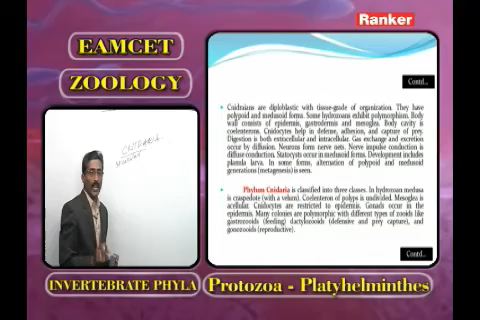 Ranker
EAMCET
ZOOLOGY
Contd...
Cnidraians are diploblastic with tissue-grade of organization. They have
polypoid and medusoid forms. Some hydrozoans exhibit polymorphism. Body
wall consists of epidermis, gastrodermis and mesoglea. Body cavity is
coelenteron. Cnidocytes help in defense, adhesion, and capture of prey.
Digestion is both extracellular and intracellular. Gas exchange and excretion
occur by diffusion. Neurons form nerve nets. Nerve impulse conduction is
diffuse conduction. Statocysts occur in medusoid forms. Development includes
planula larva. In some forms, alternation of polypoid and medusoid
generations (metagenesis) is seen.
Phylum Cnidaria is classified into three classes. In hydrozoan medusa
is craspedote (with a velum). Coelenteron of polyps is undivided. Mesoglea is
acellular. Cnidocytes are restricted to epidermis. Gonads occur in the
epidermis. Many colonies are polymorphic with different types of zooids like
gastrozooids (feeding) dactylozooids (defensive and prey capture), and
gonozooids (reproductive).
Contd...
CNIDARIA
INVERTEBRATE PHYLA
Protozoa - Platyhelminthes